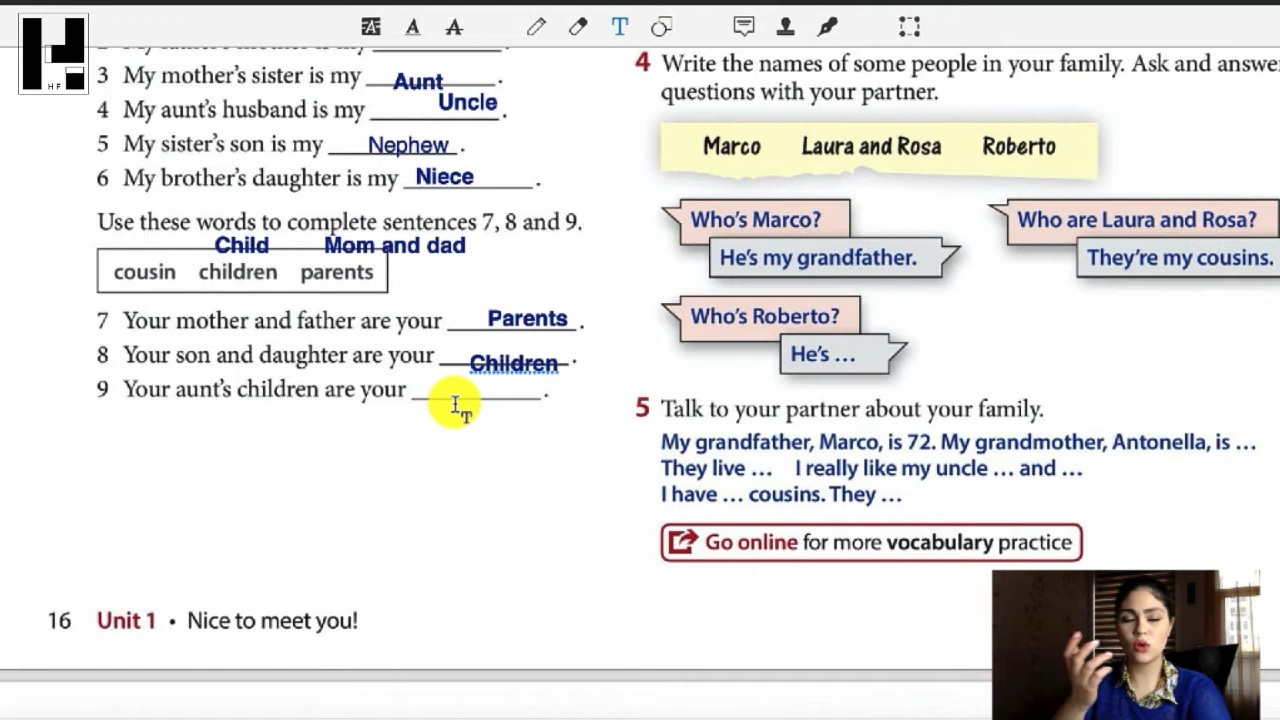 HF
3 My mother's sister is my Aunt.
4 My aunt's husband is my Uncle.
5 My sister's son is my Nephew.
6 My brother's daughter is my Niece.
Use these words to complete sentences 7, 8 and 9.
Child Mom and dad
cousin children parents
7 Your mother and father are your Parents.
8 Your son and daughter are your Children.
9 Your aunt's children are your ____________.
16 Unit 1 • Nice to meet you!
4 Write the names of some people in your family. Ask and answe
questions with your partner.
Marco Laura and Rosa Roberto
Who's Marco?
He's my grandfather.
Who are Laura and Rosa?
They're my cousins.
Who's Roberto?
He's ...
5 Talk to your partner about your family.
My grandfather, Marco, is 72. My grandmother, Antonella, is ...
They live ... I really like my uncle ... and ...
I have ... cousins. They ...
Go online for more vocabulary practice